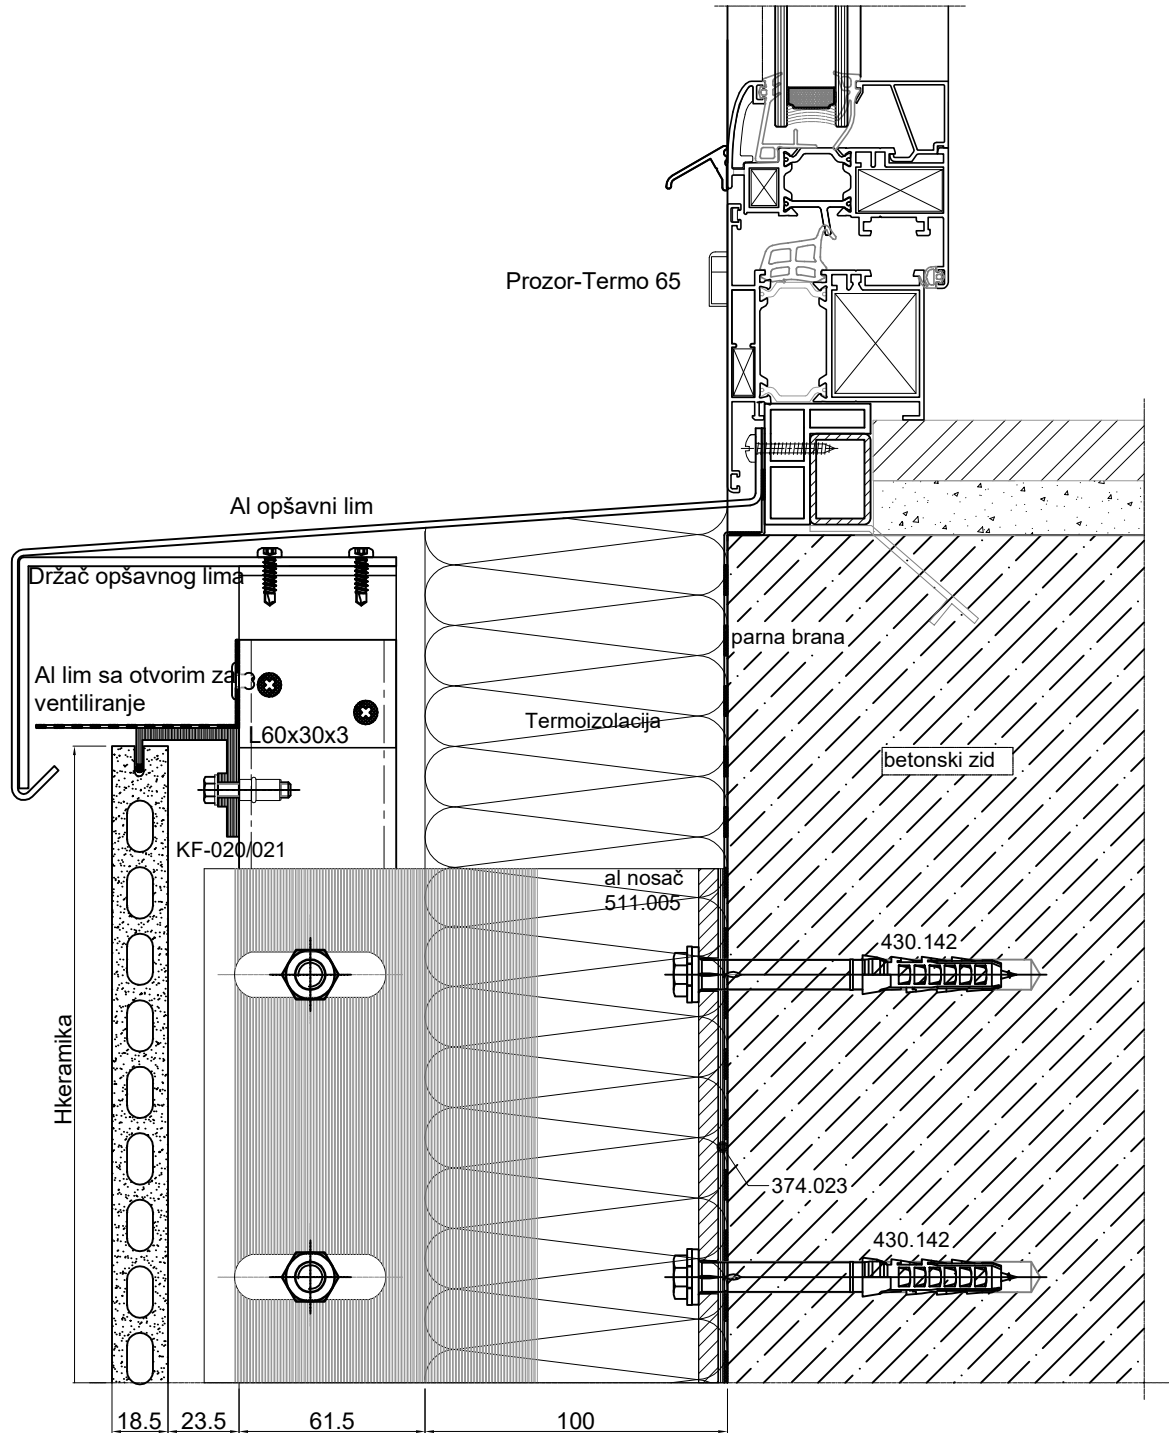 Prozor-Termo 65
Al opšavni lim
Držač opšavnog lima
parna brana
Al lim sa otvorim za
ventiliranje
Termoizolacija
L60x30x3
betonski zid
KF-020/021
al nosač
511.005
430.142
Hkeramika
374.023
430.142
18.5 23.5 61.5 100